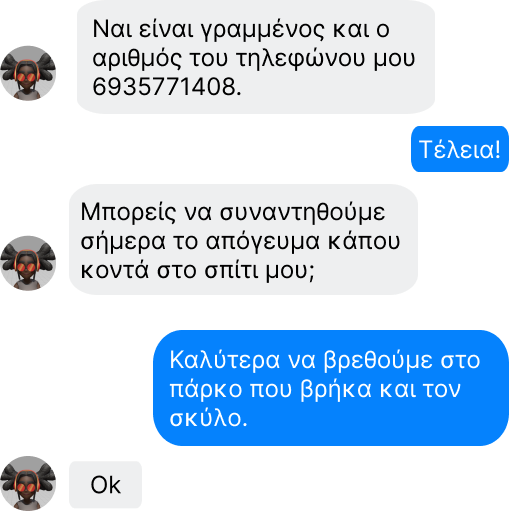 Ναι είναι γραμμένος και ο
αριθμός του τηλεφώνου μου
6935771408.
Τέλεια!
Μπορείς να συναντηθούμε
σήμερα το απόγευμα κάπου
κοντά στο σπίτι μου;
Καλύτερα να βρεθούμε στο
πάρκο που βρήκα και τον
σκύλο.
Ok